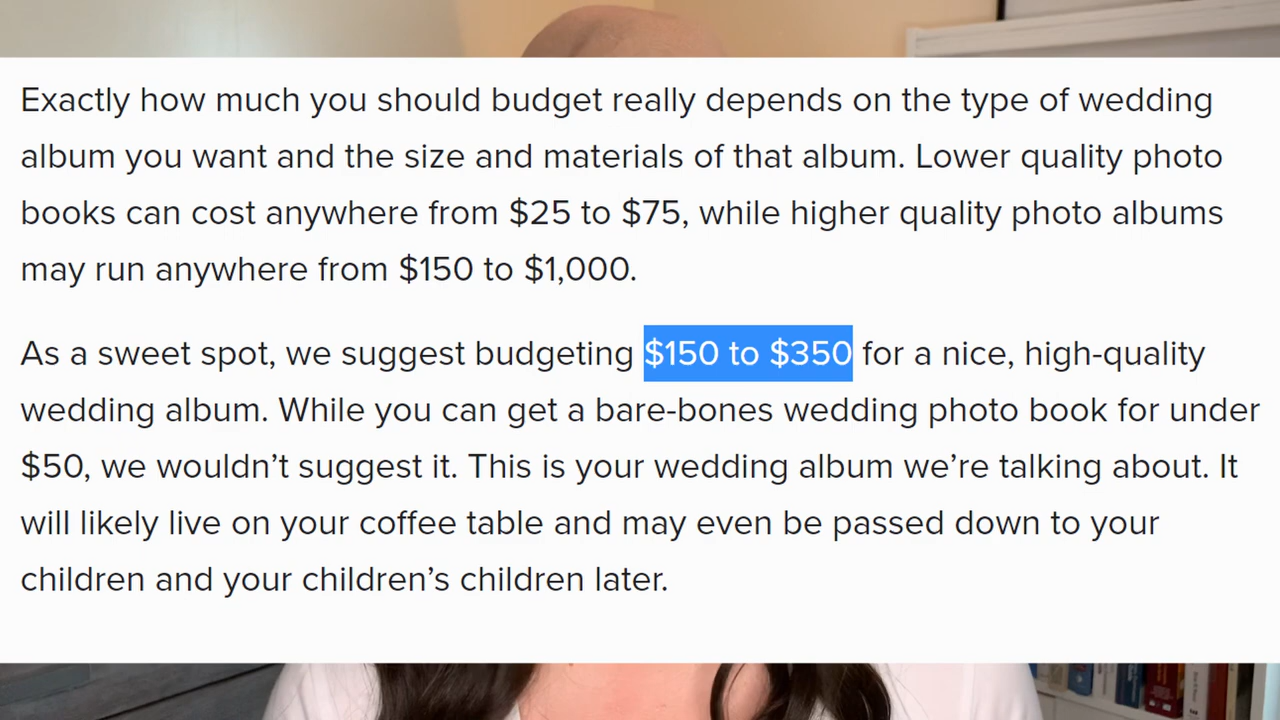 Exactly how much you should budget really depends on the type of wedding
album you want and the size and materials of that album. Lower quality photo
books can cost anywhere from $25 to $75, while higher quality photo albums
may run anywhere from $150 to $1,000.
As a sweet spot, we suggest budgeting $150 to $350 for a nice, high-quality
wedding album. While you can get a bare-bones wedding photo book for under
$50, we wouldn’t suggest it. This is your wedding album we’re talking about. It
will likely live on your coffee table and may even be passed down to your
children and your children’s children later.